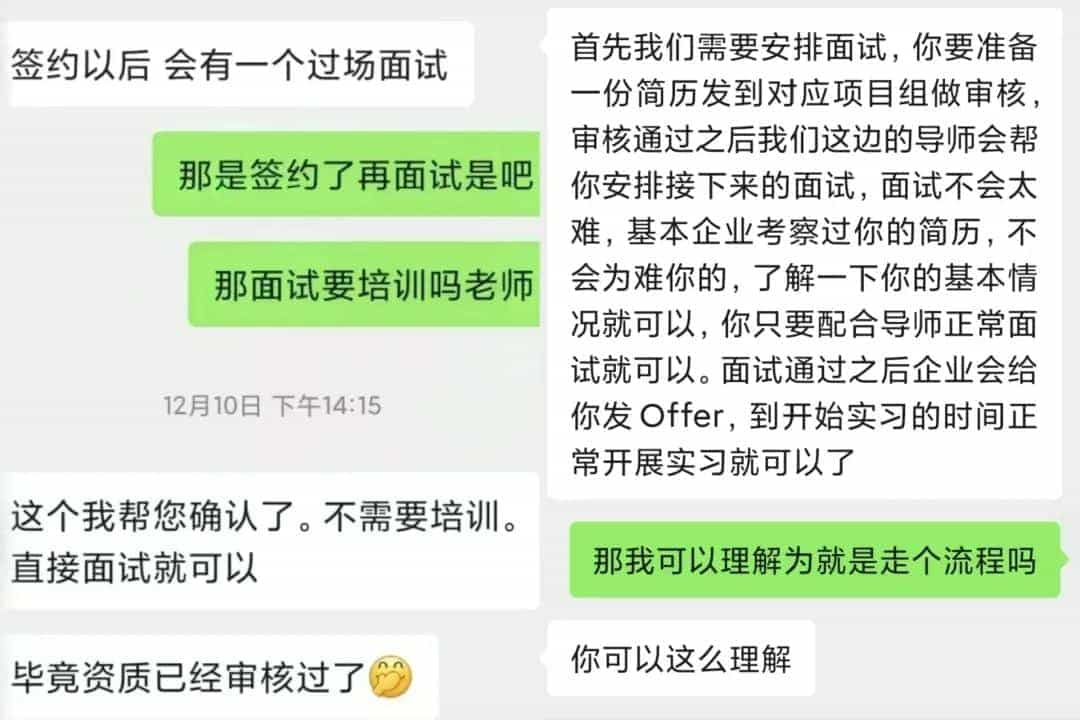 签约以后 会有一个过场面试
那是签约了再面试是吧
那面试要培训吗老师
12月10日 下午14:15
这个我帮您确认了。不需要培训。
直接面试就可以
毕竟资质已经审核过了🤭
首先我们需要安排面试，你要准备
一份简历发到对应项目组做审核，
审核通过之后我们这边的导师会帮
你安排接下来的面试，面试不会太
难，基本企业考察过你的简历，不
会为难你的，了解一下你的基本情
况就可以，你只要配合导师正常面
试就可以。面试通过之后企业会给
你发 Offer，到开始实习的时间正
常开展实习就可以了
那我可以理解为就是走个流程吗
你可以这么理解